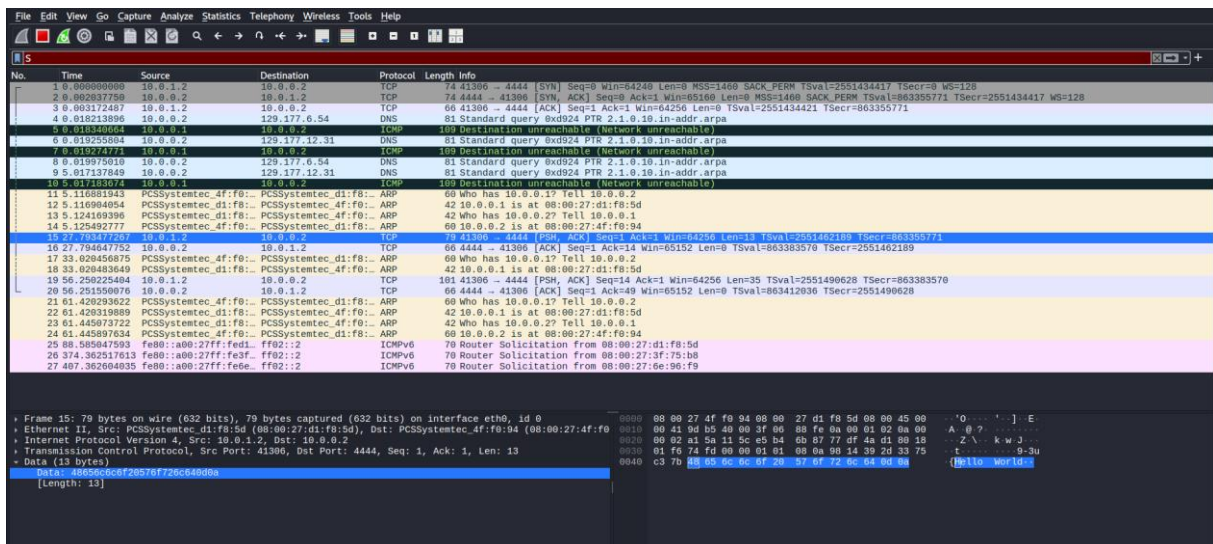 File Edit View Go Capture Analyze Statistics Telephony Wireless Tools Help
S
No. Time Source Destination Protocol Length Info
1 0.000000000 10.0.1.2 10.0.0.2 TCP 74 41306 → 4444 [SYN] Seq=0 Win=64240 Len=0 MSS=1460 SACK_PERM TSval=2551434417 TSecr=0 WS=128
2 0.002037750 10.0.0.2 10.0.1.2 TCP 74 4444 → 41306 [SYN, ACK] Seq=0 Ack=1 Win=65160 Len=0 MSS=1460 SACK_PERM TSval=863355771 TSecr=2551434417 WS=128
3 0.003172487 10.0.1.2 10.0.0.2 TCP 66 41306 → 4444 [ACK] Seq=1 Ack=1 Win=64256 Len=0 TSval=2551434421 TSecr=863355771
4 0.018213896 10.0.0.2 129.177.6.54 DNS 81 Standard query 0xd924 PTR 2.1.0.10.in-addr.arpa
5 0.018340664 10.0.0.1 10.0.0.2 ICMP 109 Destination unreachable (Network unreachable)
6 0.019255804 10.0.0.2 129.177.12.31 DNS 81 Standard query 0xd924 PTR 2.1.0.10.in-addr.arpa
7 0.019274771 10.0.0.1 10.0.0.2 ICMP 109 Destination unreachable (Network unreachable)
8 0.019975010 10.0.0.2 129.177.6.54 DNS 81 Standard query 0xd924 PTR 2.1.0.10.in-addr.arpa
9 5.017137849 10.0.0.2 129.177.12.31 DNS 81 Standard query 0xd924 PTR 2.1.0.10.in-addr.arpa
10 5.017183674 10.0.0.1 10.0.0.2 ICMP 109 Destination unreachable (Network unreachable)
11 5.116881943 PCSSystemtec_4f:f0:… PCSSystemtec_d1:f8:… ARP 60 Who has 10.0.0.1? Tell 10.0.0.2
12 5.116904054 PCSSystemtec_d1:f8:… PCSSystemtec_4f:f0:… ARP 42 10.0.0.1 is at 08:00:27:d1:f8:5d
13 5.124169396 PCSSystemtec_d1:f8:… PCSSystemtec_4f:f0:… ARP 42 Who has 10.0.0.2? Tell 10.0.0.1
14 5.125492777 PCSSystemtec_4f:f0:… PCSSystemtec_d1:f8:… ARP 60 10.0.0.2 is at 08:00:27:4f:f0:94
15 27.793477267 10.0.1.2 10.0.0.2 TCP 79 41306 → 4444 [PSH, ACK] Seq=1 Ack=1 Win=64256 Len=13 TSval=2551462189 TSecr=863355771
16 27.794647752 10.0.0.2 10.0.1.2 TCP 66 4444 → 41306 [ACK] Seq=1 Ack=14 Win=65152 Len=0 TSval=863383570 TSecr=2551462189
17 33.020456875 PCSSystemtec_4f:f0:… PCSSystemtec_d1:f8:… ARP 60 Who has 10.0.0.1? Tell 10.0.0.2
18 33.020483649 PCSSystemtec_d1:f8:… PCSSystemtec_4f:f0:… ARP 42 10.0.0.1 is at 08:00:27:d1:f8:5d
19 56.250225404 10.0.1.2 10.0.0.2 TCP 101 41306 → 4444 [PSH, ACK] Seq=14 Ack=1 Win=64256 Len=35 TSval=2551490628 TSecr=863383570
20 56.251550076 10.0.0.2 10.0.1.2 TCP 66 4444 → 41306 [ACK] Seq=1 Ack=49 Win=65152 Len=0 TSval=863412036 TSecr=2551490628
21 61.420293622 PCSSystemtec_4f:f0:… PCSSystemtec_d1:f8:… ARP 60 Who has 10.0.0.1? Tell 10.0.0.2
22 61.420319889 PCSSystemtec_d1:f8:… PCSSystemtec_4f:f0:… ARP 42 10.0.0.1 is at 08:00:27:d1:f8:5d
23 61.445073722 PCSSystemtec_d1:f8:… PCSSystemtec_4f:f0:… ARP 42 Who has 10.0.0.2? Tell 10.0.0.1
24 61.445897634 PCSSystemtec_4f:f0:… PCSSystemtec_d1:f8:… ARP 60 10.0.0.2 is at 08:00:27:4f:f0:94
25 88.585047593 fe80::a00:27ff:fed1… ff02::2 ICMPv6 70 Router Solicitation from 08:00:27:d1:f8:5d
26 374.362517613 fe80::a00:27ff:fe3f… ff02::2 ICMPv6 70 Router Solicitation from 08:00:27:3f:75:b8
27 407.362604035 fe80::a00:27ff:fe6e… ff02::2 ICMPv6 70 Router Solicitation from 08:00:27:6e:96:f9
Frame 15: 79 bytes on wire (632 bits), 79 bytes captured (632 bits) on interface eth0, id 0
Ethernet II, Src: PCSSystemtec_d1:f8:5d (08:00:27:d1:f8:5d), Dst: PCSSystemtec_4f:f0:94 (08:00:27:4f:f0
Internet Protocol Version 4, Src: 10.0.1.2, Dst: 10.0.0.2
Transmission Control Protocol, Src Port: 41306, Dst Port: 4444, Seq: 1, Ack: 1, Len: 13
Data (13 bytes)
Data: 48656c6c6f20576f726c640d0a
[Length: 13]
0000 08 00 27 4f f0 94 08 00 27 d1 f8 5d 08 00 45 00 ··'O···· '··]··E·
0010 00 41 9d b5 40 00 3f 06 88 fe 0a 00 01 02 0a 00 ·A··@·?· ········
0020 00 02 a1 5a 11 5c e5 b4 6b 87 77 df 4a d1 80 18 ···Z·\·· k·w·J···
0030 01 f6 74 fd 00 00 01 01 08 0a 98 14 39 2d 33 75 ··t····· ····9-3u
0040 c3 7b 48 65 6c 6c 6f 20 57 6f 72 6c 64 0d 0a ·{Hello World··